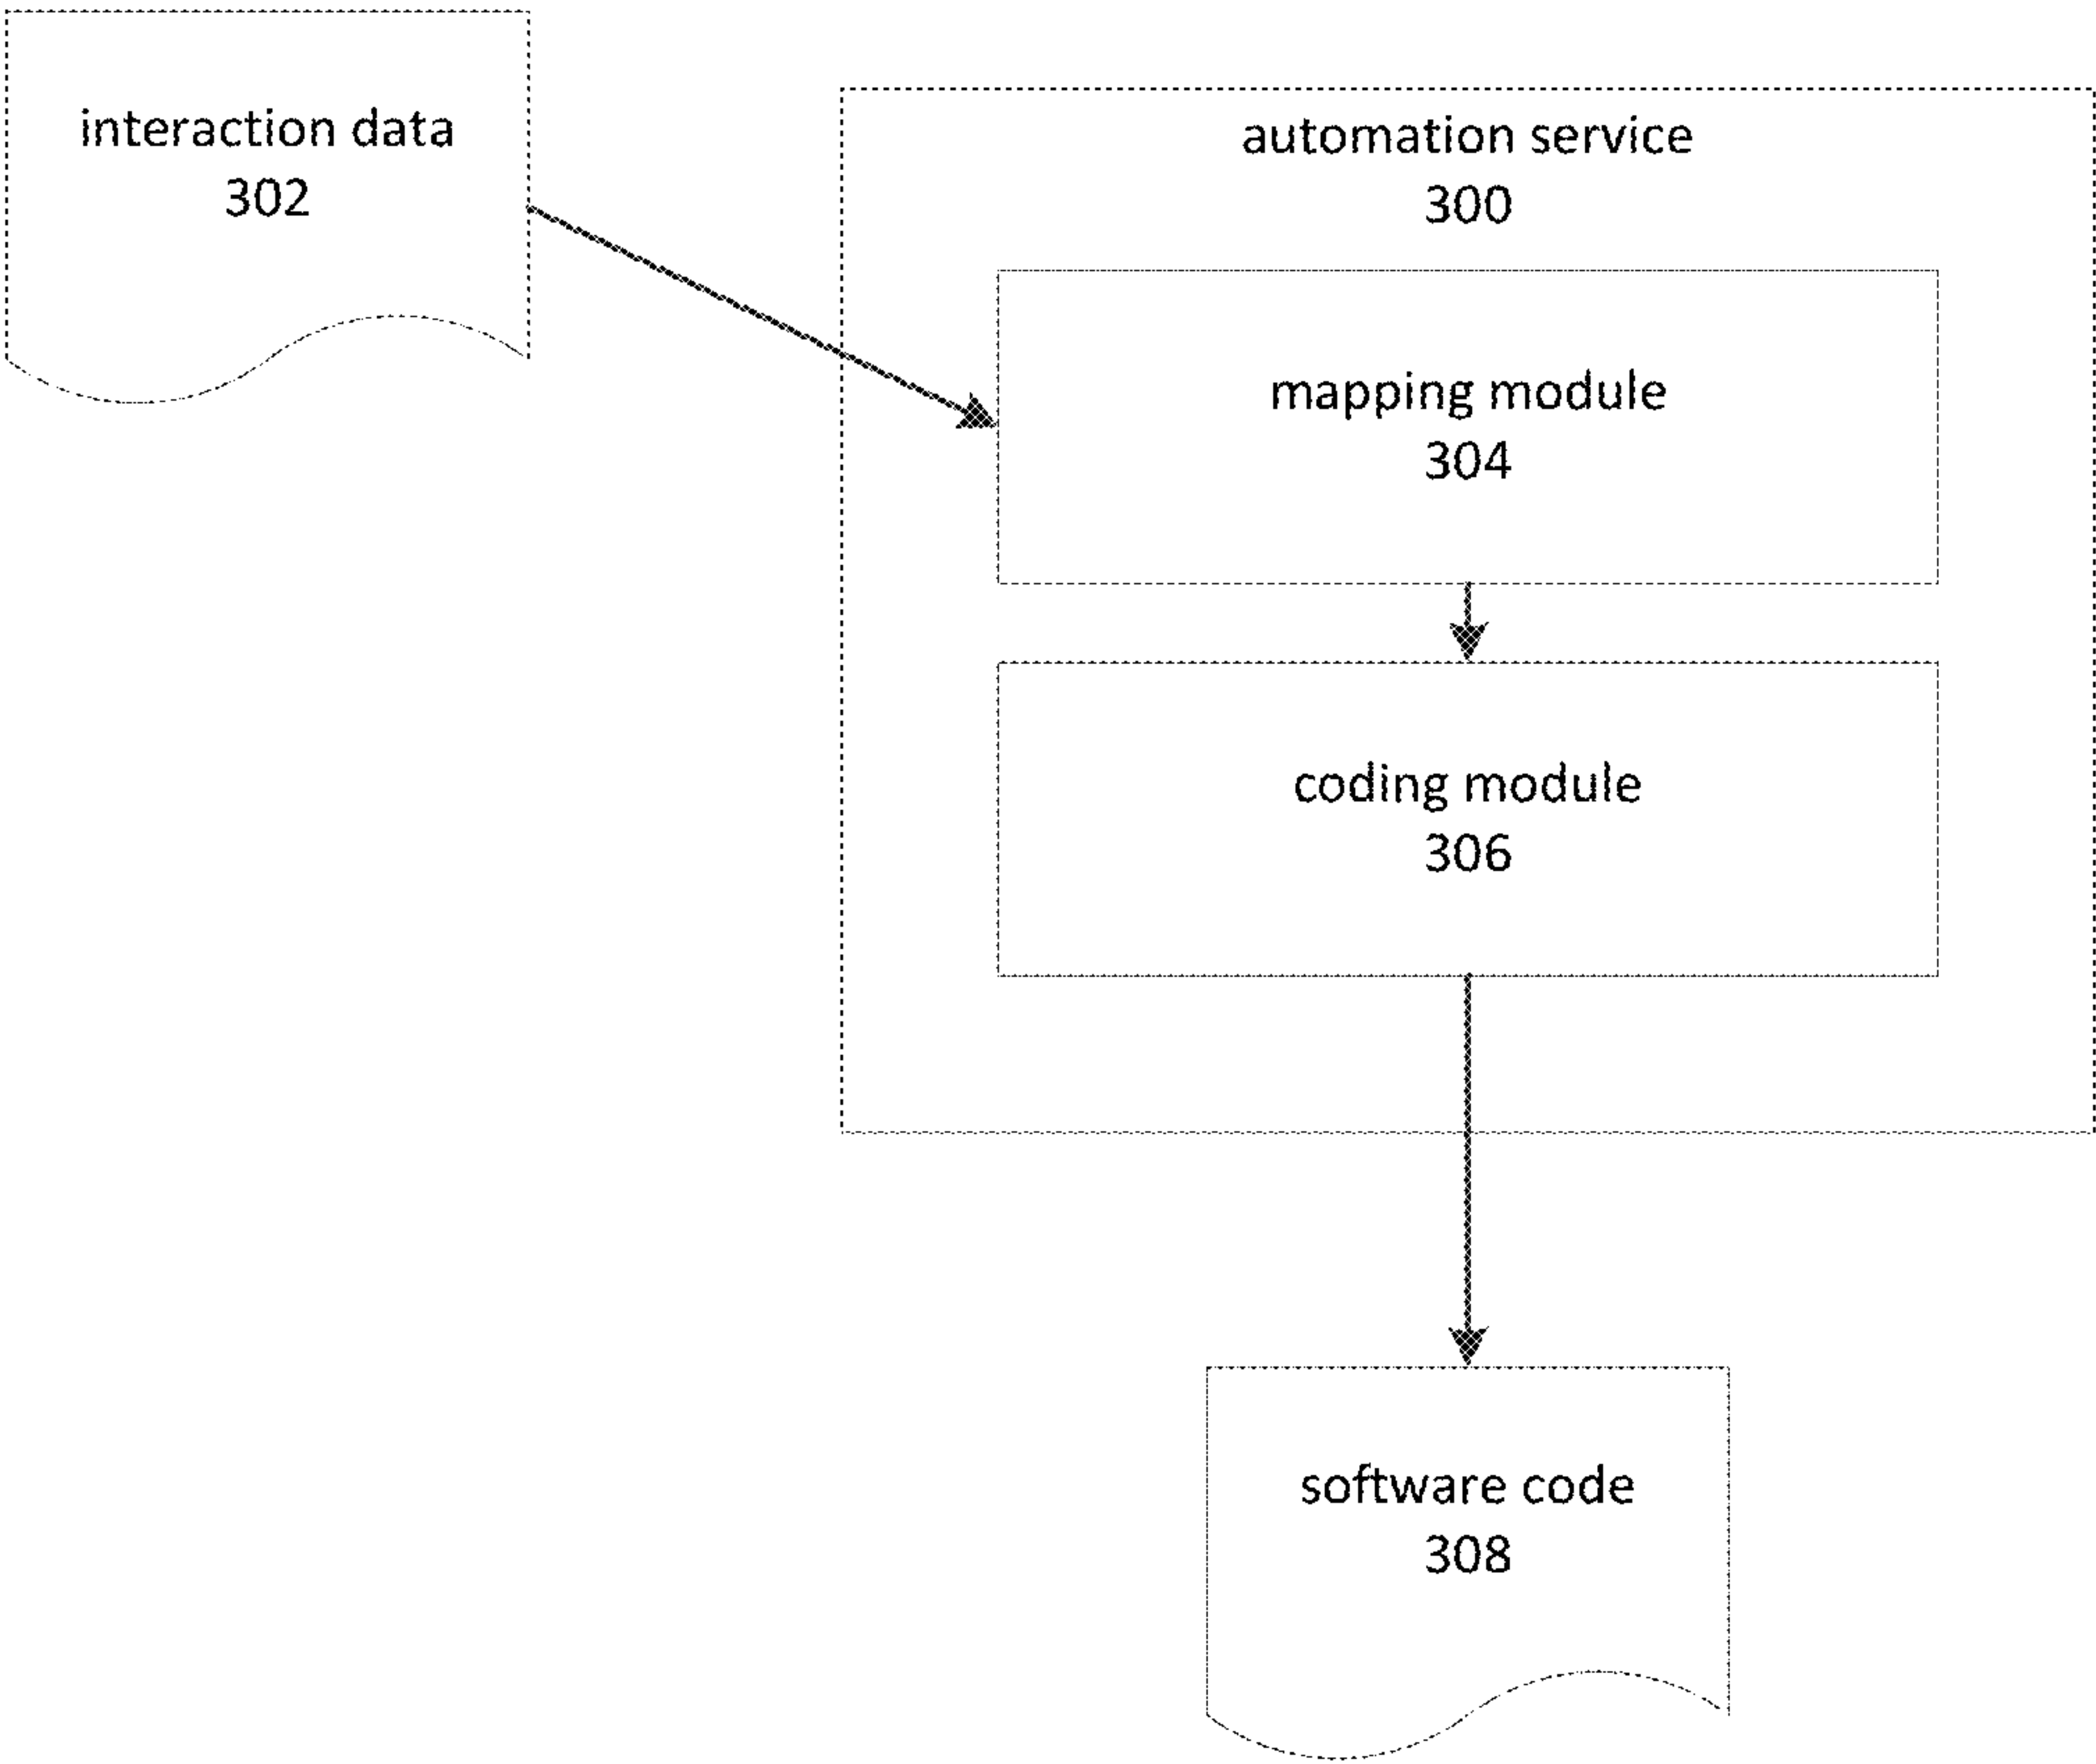 interaction data
302
automation service
300
mapping module
304
coding module
306
software code
308